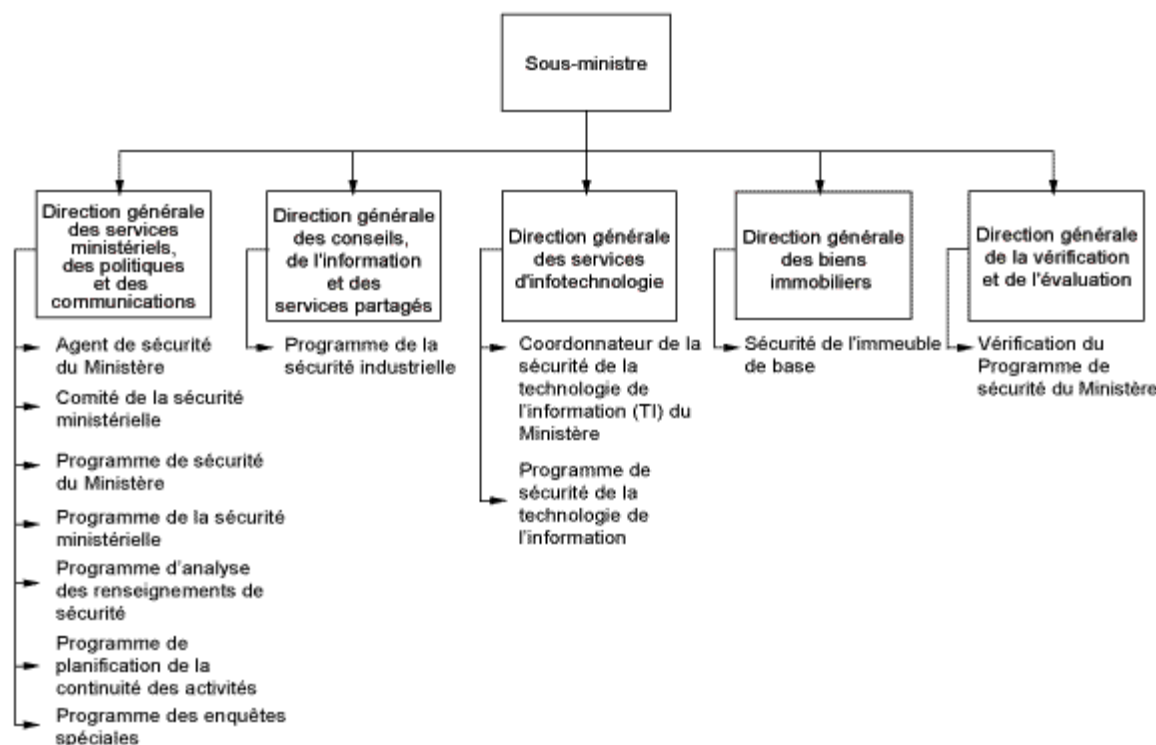 Sous-ministre
Direction générale
des services
ministériels,
des politiques
et des
communications
Agent de sécurité
du Ministère
Comité de la sécurité
ministérielle
Programme de sécurité
du Ministère
Programme de la sécurité
ministérielle
Programme d'analyse
des renseignements de
sécurité
Programme de
planification de la
continuité des activités
Programme des enquêtes
spéciales
Direction générale
des conseils,
de l'information
et des
services partagés
Programme de la
sécurité industrielle
Direction générale
des services
d'infotechnologie
Coordonnateur de la
sécurité de la
technologie de
l'information (TI) du
Ministère
Programme de
sécurité de la
technologie de
l'information
Direction générale
des biens
immobiliers
Sécurité de l'immeuble
de base
Direction générale
de la vérification
et de l'évaluation
Vérification du
Programme de
sécurité du Ministère